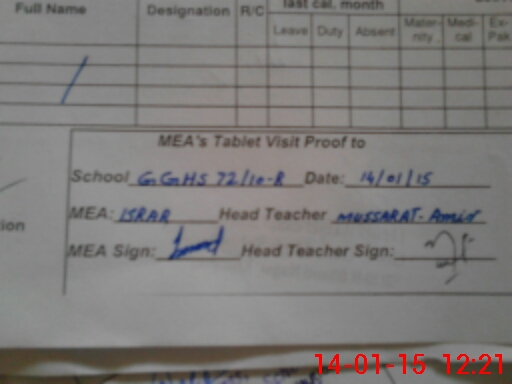 Full Name Designation R/C last cal. month
Leave Duty Absent Mater-nity Medi-cal Ex-Pak
MEA's Tablet Visit Proof to
School GGHS 72/10-R Date: 14/01/15
MEA: ISRAR Head Teacher MUSSARAT-Amir
MEA Sign: Head Teacher Sign:
14-01-15 12:21